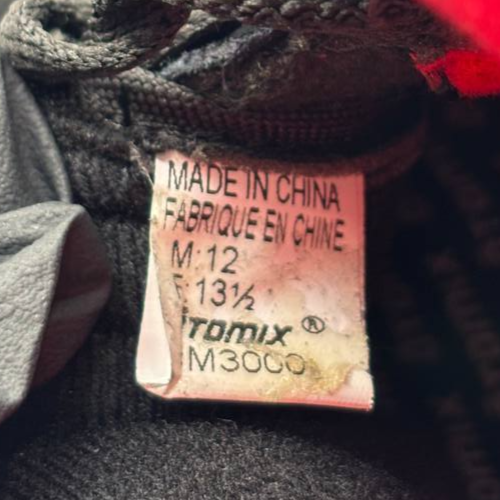 MADE IN CHINA
FABRIQUE EN CHINE
M: 12
F: 13½
ITOMIX ®
M3000